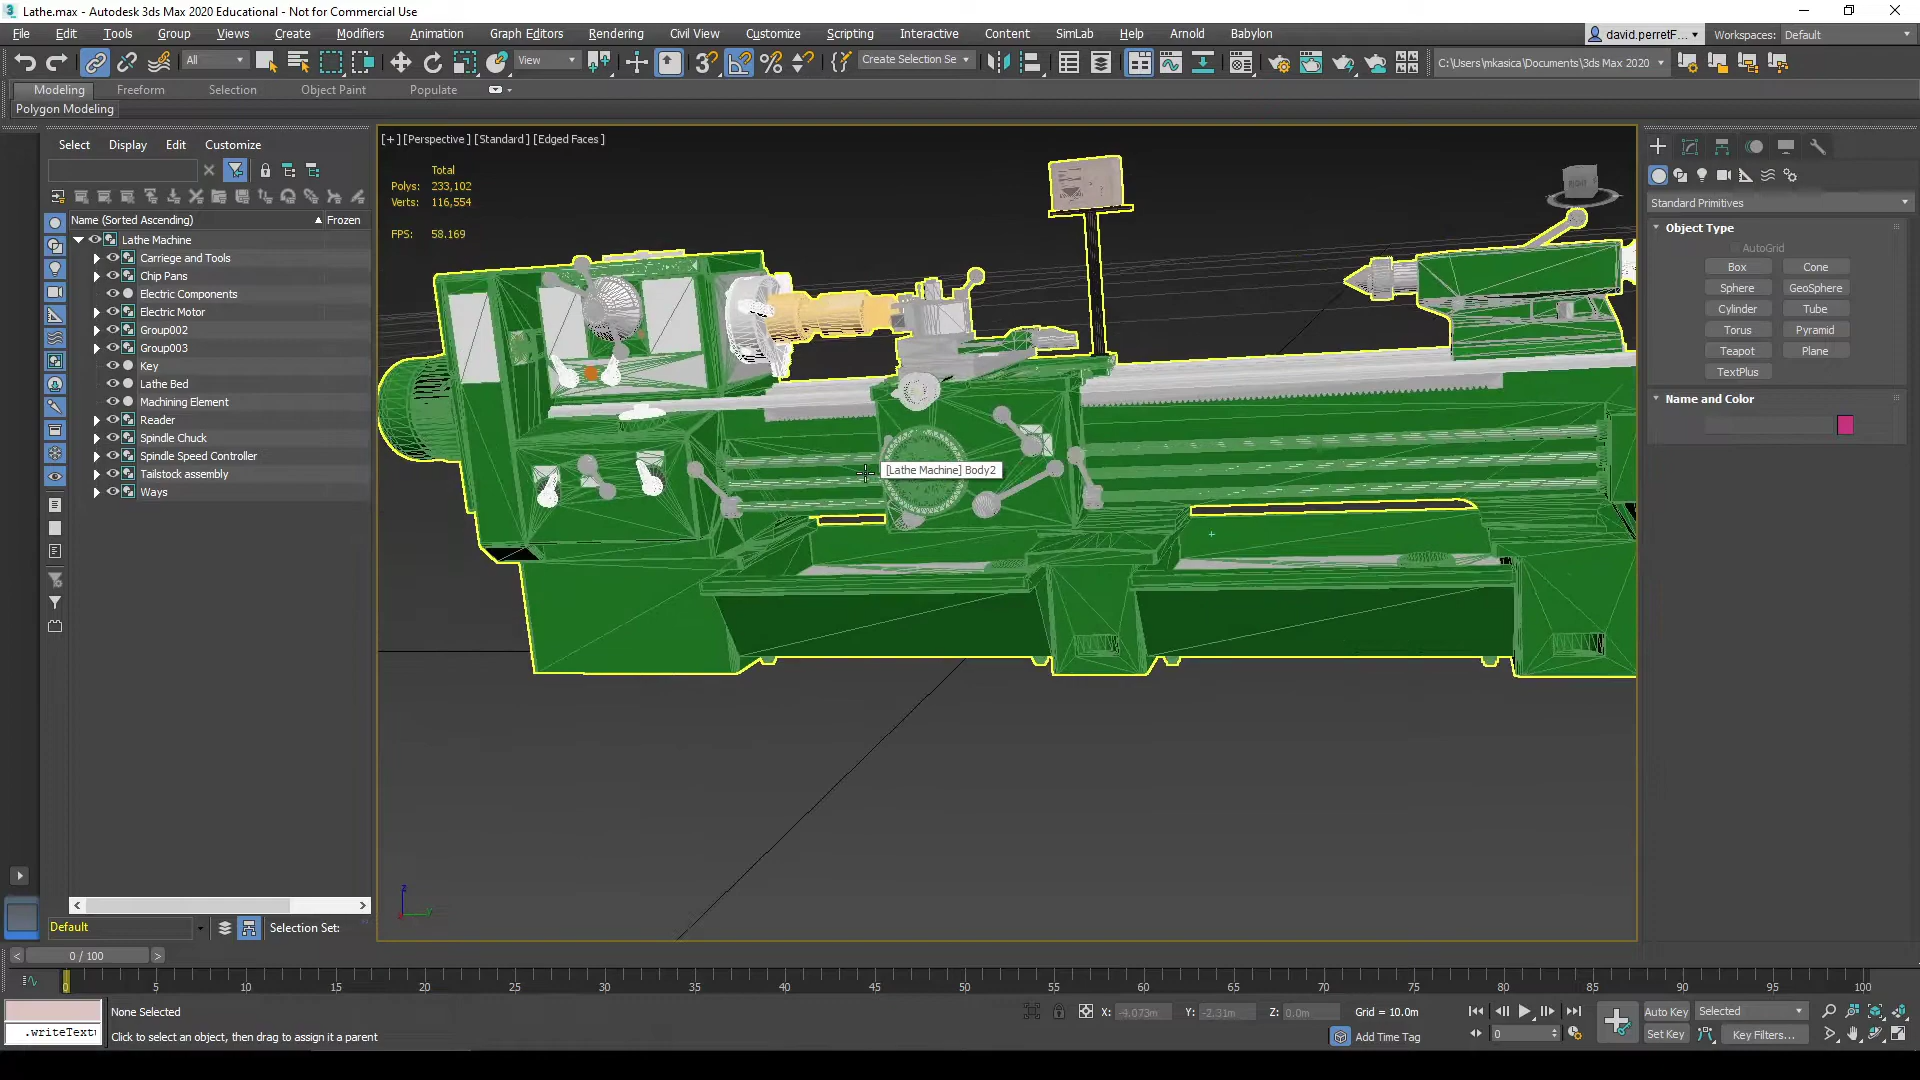 Lathe.max - Autodesk 3ds Max 2020 Educational - Not for Commercial Use
File Edit Tools Group Views Create Modifiers Animation Graph Editors Rendering Civil View Customize Scripting Interactive Content SimLab Help Arnold Babylon
david.perretF... Workspaces: Default
All View Create Selection Se C:\Users\mkasica\Documents\3ds Max 2020
Modeling Freeform Selection Object Paint Populate
Polygon Modeling
Select Display Edit Customize
Name (Sorted Ascending) Frozen
Lathe Machine
Carriege and Tools
Chip Pans
Electric Components
Electric Motor
Group002
Group003
Key
Lathe Bed
Machining Element
Reader
Spindle Chuck
Spindle Speed Controller
Tailstock assembly
Ways
Default Selection Set:
[+] [Perspective ] [Standard ] [Edged Faces ]
Total
Polys: 233,102
Verts: 116,554
FPS: 58.169
[Lathe Machine] Body2
Standard Primitives
Object Type
AutoGrid
Box Cone
Sphere GeoSphere
Cylinder Tube
Torus Pyramid
Teapot Plane
TextPlus
Name and Color
0 / 100
0 5 10 15 20 25 30 35 40 45 50 55 60 65 70 75 80 85 90 95 100
None Selected
.writeText
Click to select an object, then drag to assign it a parent
X: -4.073m Y: -2.31m Z: 0.0m Grid = 10.0m
Add Time Tag
0
Auto Key Selected
Set Key Key Filters...